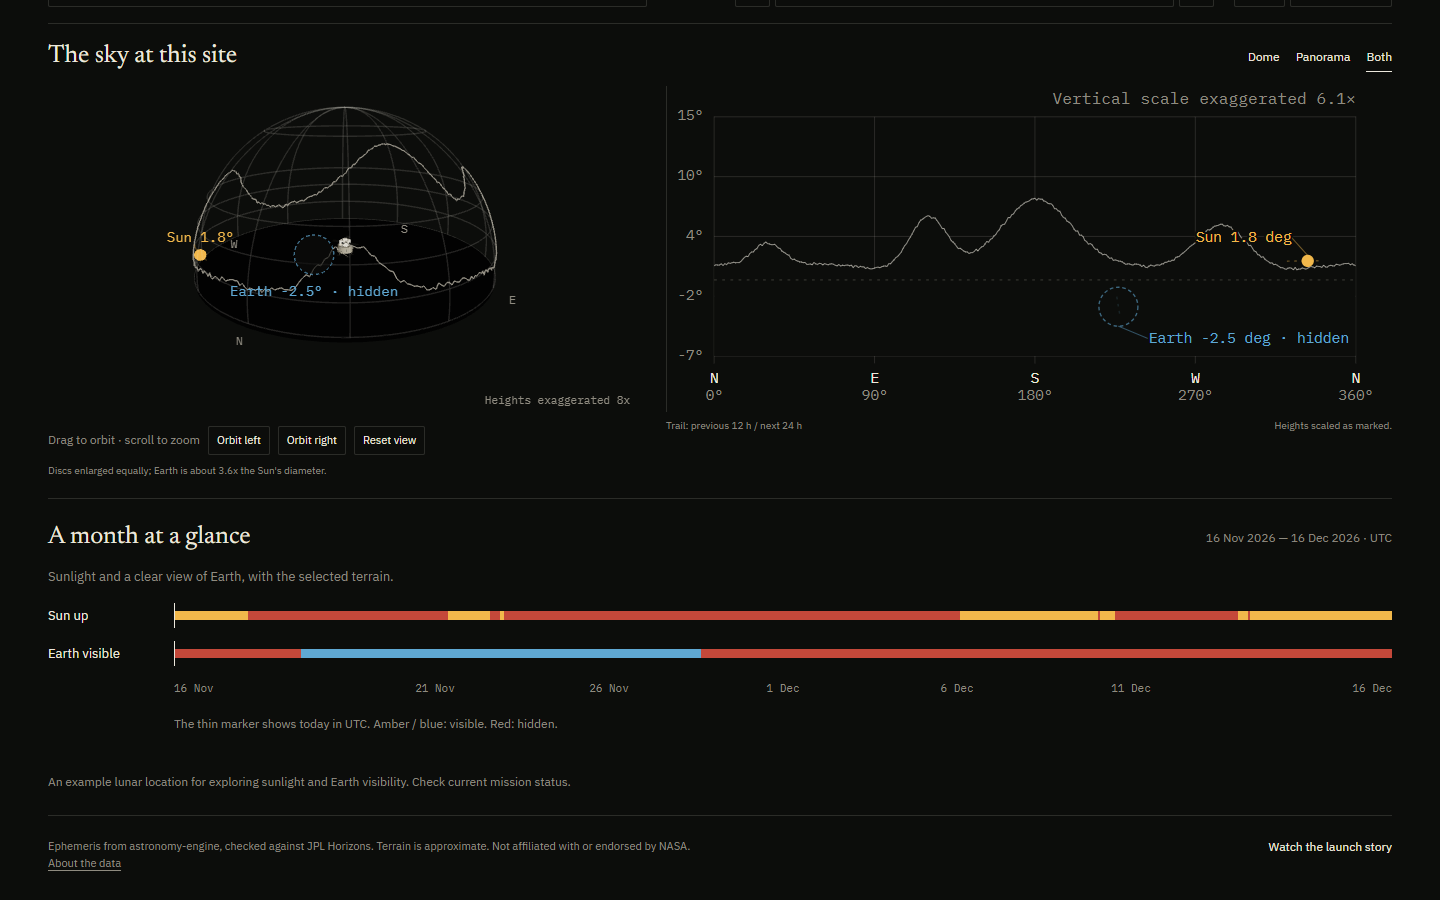 The sky at this site
Dome Panorama Both
Vertical scale exaggerated 6.1×
15°
10°
4°
-2°
-7°
Sun 1.8°
W
S
E
N
Earth -2.5° · hidden
Heights exaggerated 8x
Sun 1.8 deg
Earth -2.5 deg · hidden
N E S W N
0° 90° 180° 270° 360°
Trail: previous 12 h / next 24 h
Heights scaled as marked.
Drag to orbit · scroll to zoom Orbit left Orbit right Reset view
Discs enlarged equally; Earth is about 3.6x the Sun's diameter.
A month at a glance
16 Nov 2026 — 16 Dec 2026 · UTC
Sunlight and a clear view of Earth, with the selected terrain.
Sun up
Earth visible
16 Nov 21 Nov 26 Nov 1 Dec 6 Dec 11 Dec 16 Dec
The thin marker shows today in UTC. Amber / blue: visible. Red: hidden.
An example lunar location for exploring sunlight and Earth visibility. Check current mission status.
Ephemeris from astronomy-engine, checked against JPL Horizons. Terrain is approximate. Not affiliated with or endorsed by NASA.
About the data
Watch the launch story